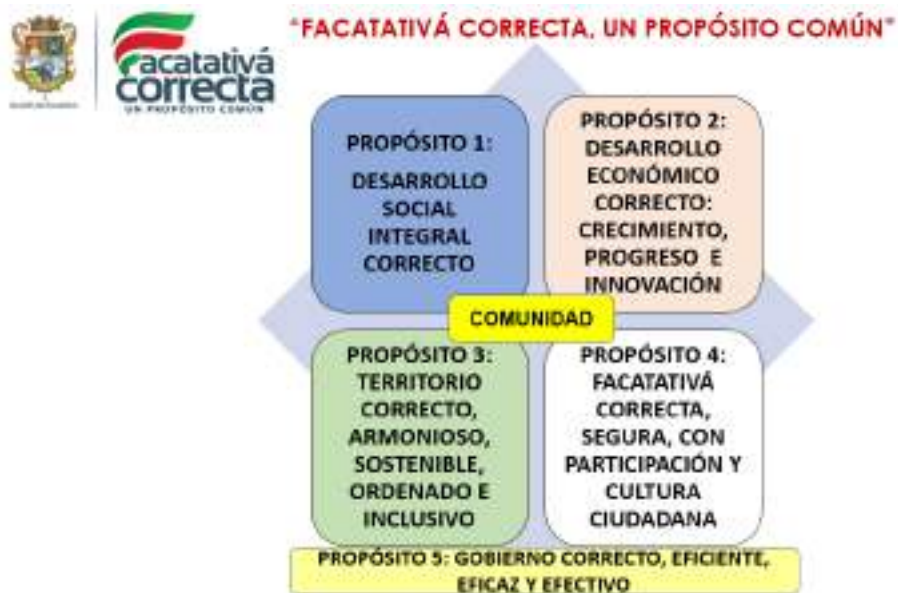 "FACATATIVÁ CORRECTA, UN PROPÓSITO COMÚN"
Facatativá
correcta
UN PROPÓSITO COMÚN
PROPÓSITO 1:
DESARROLLO
SOCIAL
INTEGRAL
CORRECTO
PROPÓSITO 2:
DESARROLLO
ECONÓMICO
CORRECTO:
CRECIMIENTO,
PROGRESO E
INNOVACIÓN
COMUNIDAD
PROPÓSITO 3:
TERRITORIO
CORRECTO,
ARMONIOSO,
SOSTENIBLE,
ORDENADO E
INCLUSIVO
PROPÓSITO 4:
FACATATIVÁ
CORRECTA,
SEGURA, CON
PARTICIPACIÓN Y
CULTURA
CIUDADANA
PROPÓSITO 5: GOBIERNO CORRECTO, EFICIENTE,
EFICAZ Y EFECTIVO